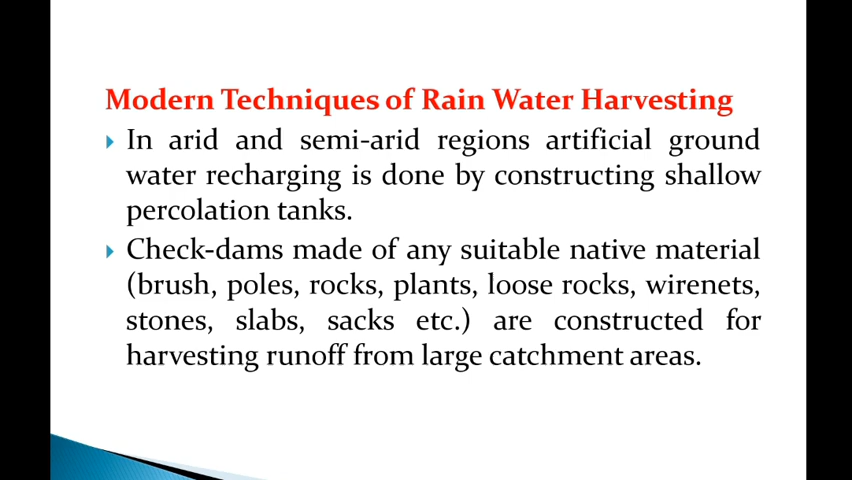 Modern Techniques of Rain Water Harvesting
In arid and semi-arid regions artificial ground
water recharging is done by constructing shallow
percolation tanks.
Check-dams made of any suitable native material
(brush, poles, rocks, plants, loose rocks, wirenets,
stones, slabs, sacks etc.) are constructed for
harvesting runoff from large catchment areas.